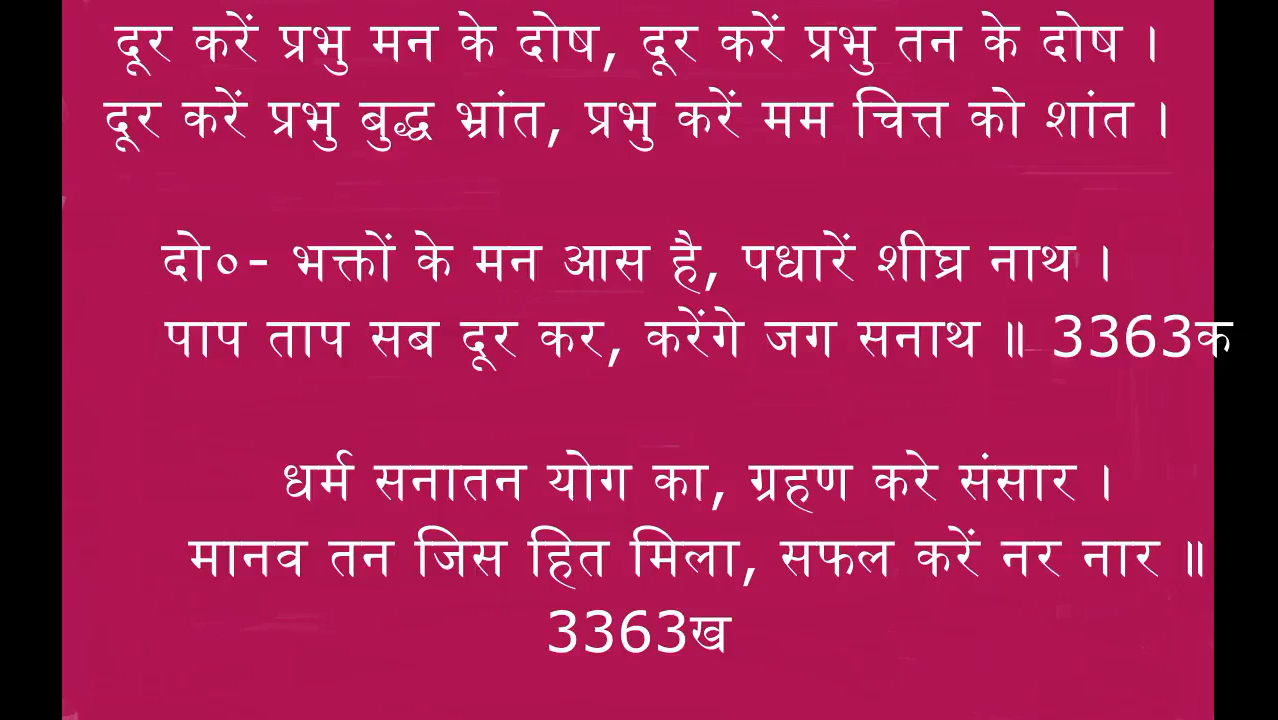 दूर करें प्रभु मन के दोष, दूर करें प्रभु तन के दोष ।
दूर करें प्रभु बुद्ध भ्रांत, प्रभु करें मम चित्त को शांत ।
दो०- भक्तों के मन आस है, पधारें शीघ्र नाथ ।
पाप ताप सब दूर कर, करेंगे जग सनाथ ॥ 3363क
धर्म सनातन योग का, ग्रहण करे संसार ।
मानव तन जिस हित मिला, सफल करें नर नार ॥
3363ख